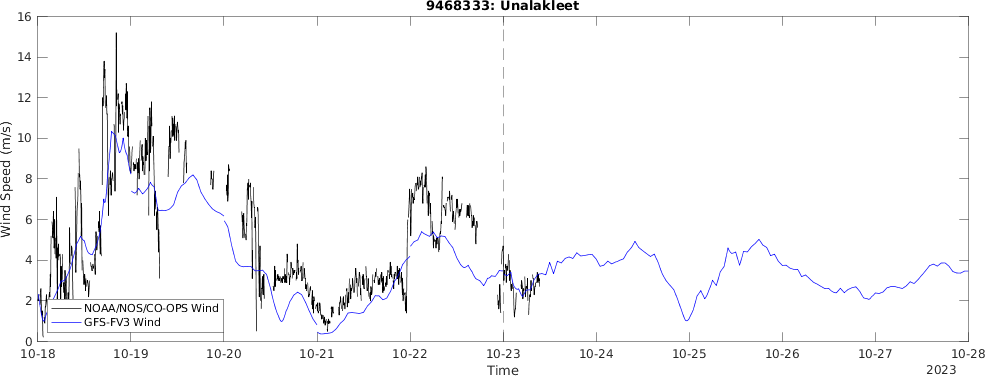 9468333: Unalakleet
16
14
12
10
8
6
4
2
0
Wind Speed (m/s)
NOAA/NOS/CO-OPS Wind
GFS-FV3 Wind
10-18 10-19 10-20 10-21 10-22 10-23 10-24 10-25 10-26 10-27 10-28
Time
2023